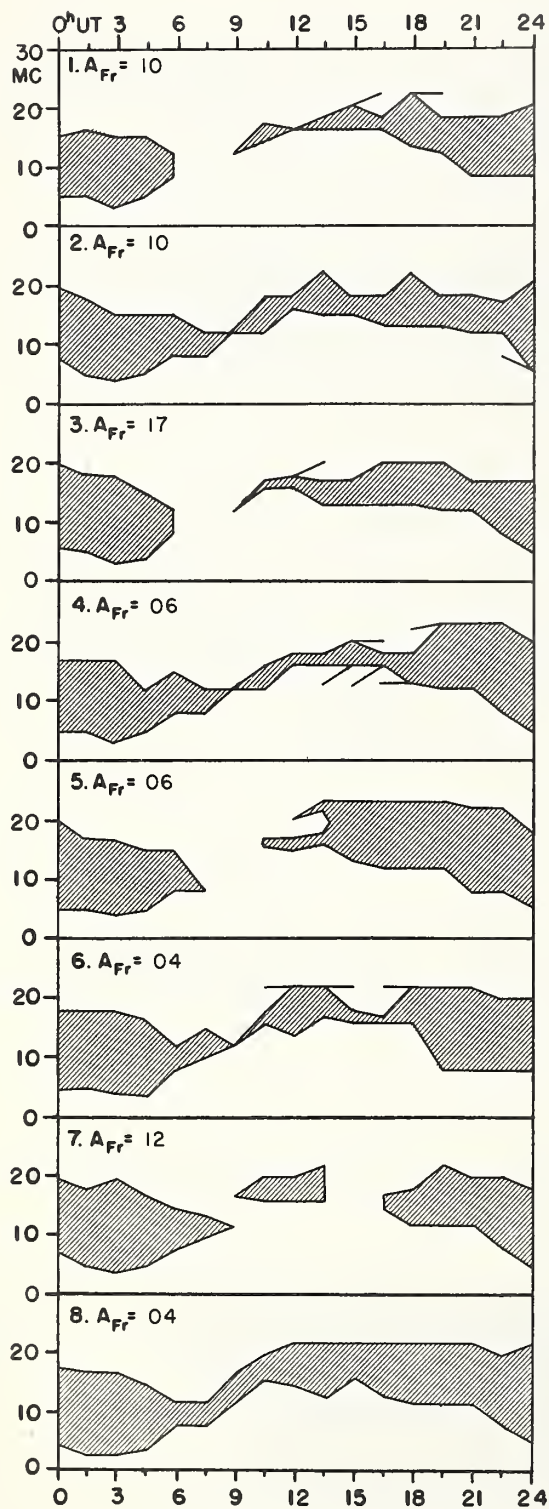 0ʰUT 3 6 9 12 15 18 21 24
30
MC
1. A_Fr = 10
20
10
0
2. A_Fr = 10
20
10
0
3. A_Fr = 17
20
10
0
4. A_Fr = 06
20
10
0
5. A_Fr = 06
20
10
0
6. A_Fr = 04
20
10
0
7. A_Fr = 12
20
10
0
8. A_Fr = 04
20
10
0
0 3 6 9 12 15 18 21 24